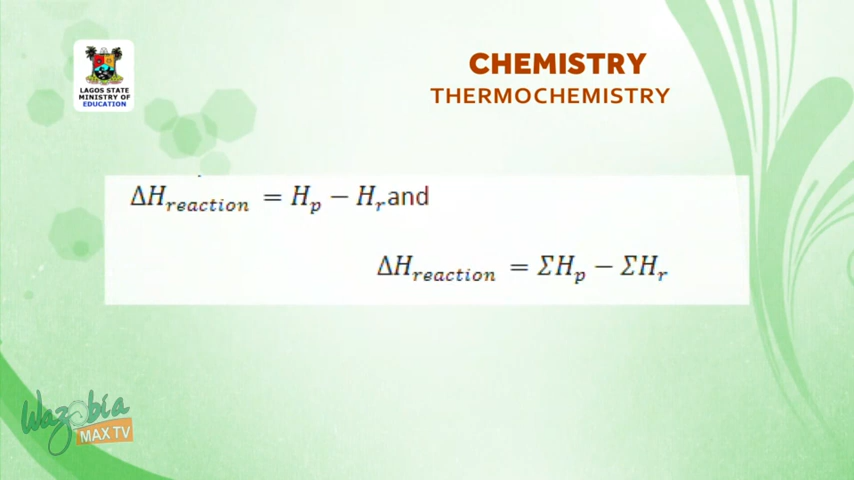 LAGOS STATE
MINISTRY OF
EDUCATION
CHEMISTRY
THERMOCHEMISTRY
ΔH_reaction = H_p − H_r and
ΔH_reaction = ΣH_p − ΣH_r
Wazobia
MAX TV